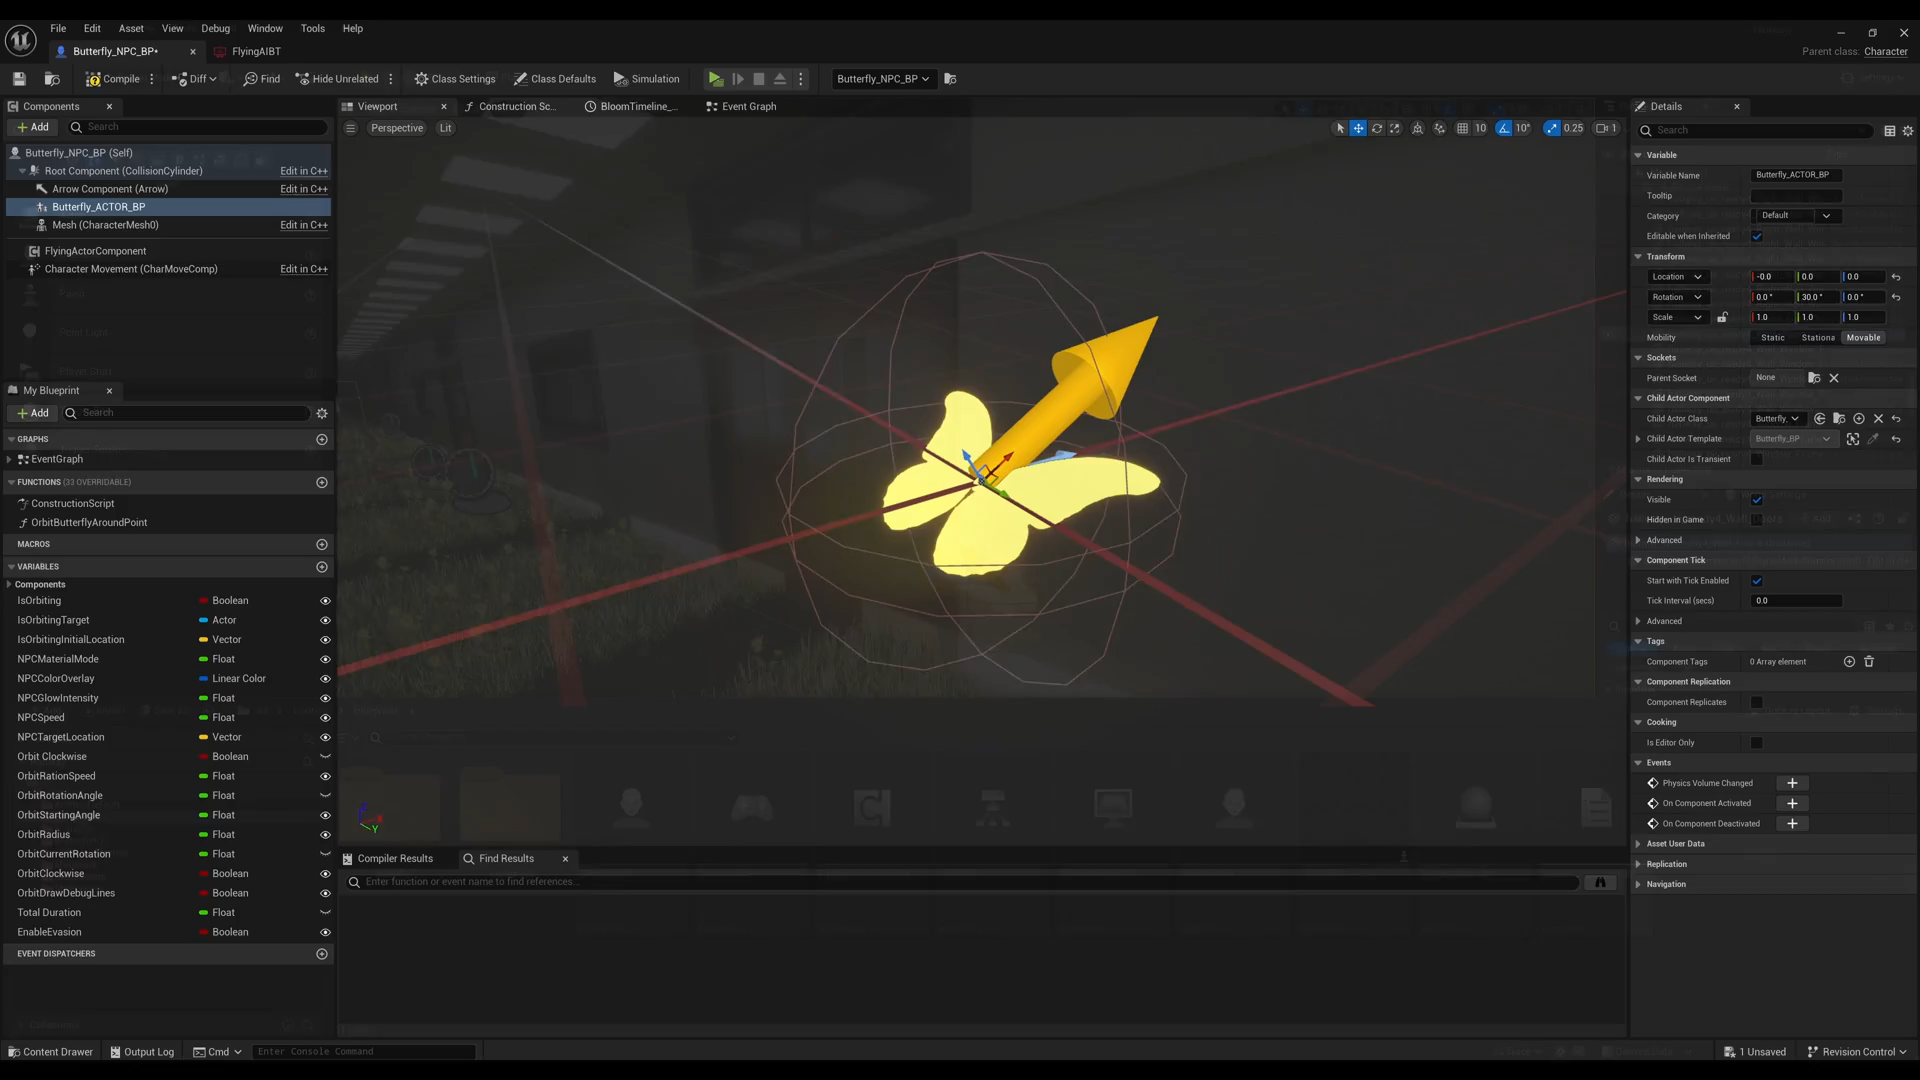 File Edit Asset View Debug Window Tools Help
Butterfly_NPC_BP• FlyingAIBT Parent class: Character
Compile Diff Find Hide Unrelated Class Settings Class Defaults Simulation Butterfly_NPC_BP
Components Viewport Construction Sc... BloomTimeline_... Event Graph Details
Add Search Perspective Lit 10 10° 0.25 1 Search
Butterfly_NPC_BP (Self)
Root Component (CollisionCylinder) Edit in C++
Arrow Component (Arrow) Edit in C++
Butterfly_ACTOR_BP
Mesh (CharacterMesh0) Edit in C++
FlyingActorComponent
Character Movement (CharMoveComp) Edit in C++
Point Light
My Blueprint
Add Search
GRAPHS
EventGraph
FUNCTIONS (33 OVERRIDABLE)
ConstructionScript
OrbitButterflyAroundPoint
MACROS
VARIABLES
Components
IsOrbiting Boolean
IsOrbitingTarget Actor
IsOrbitingInitialLocation Vector
NPCMaterialMode Float
NPCColorOverlay Linear Color
NPCGlowIntensity Float
NPCSpeed Float
NPCTargetLocation Vector
Orbit Clockwise Boolean
OrbitRationSpeed Float
OrbitRotationAngle Float
OrbitStartingAngle Float
OrbitRadius Float
OrbitCurrentRotation Float
OrbitClockwise Boolean
OrbitDrawDebugLines Boolean
Total Duration Float
EnableEvasion Boolean
EVENT DISPATCHERS
X
Y
Compiler Results Find Results
Enter function or event name to find references...
Variable
Variable Name Butterfly_ACTOR_BP
Tooltip
Category Default
Editable when Inherited
Transform
Location -0.0 0.0 0.0
Rotation 0.0° 30.0° 0.0°
Scale 1.0 1.0 1.0
Mobility Static Stationa Movable
Sockets
Parent Socket None
Child Actor Component
Child Actor Class Butterfly_
Child Actor Template Butterfly_BP
Child Actor Is Transient
Rendering
Visible
Hidden in Game
Advanced
Component Tick
Start with Tick Enabled
Tick Interval (secs) 0.0
Advanced
Tags
Component Tags 0 Array element
Component Replication
Component Replicates
Cooking
Is Editor Only
Events
Physics Volume Changed
On Component Activated
On Component Deactivated
Asset User Data
Replication
Navigation
Content Drawer Output Log Cmd Enter Console Command 1 Unsaved Revision Control